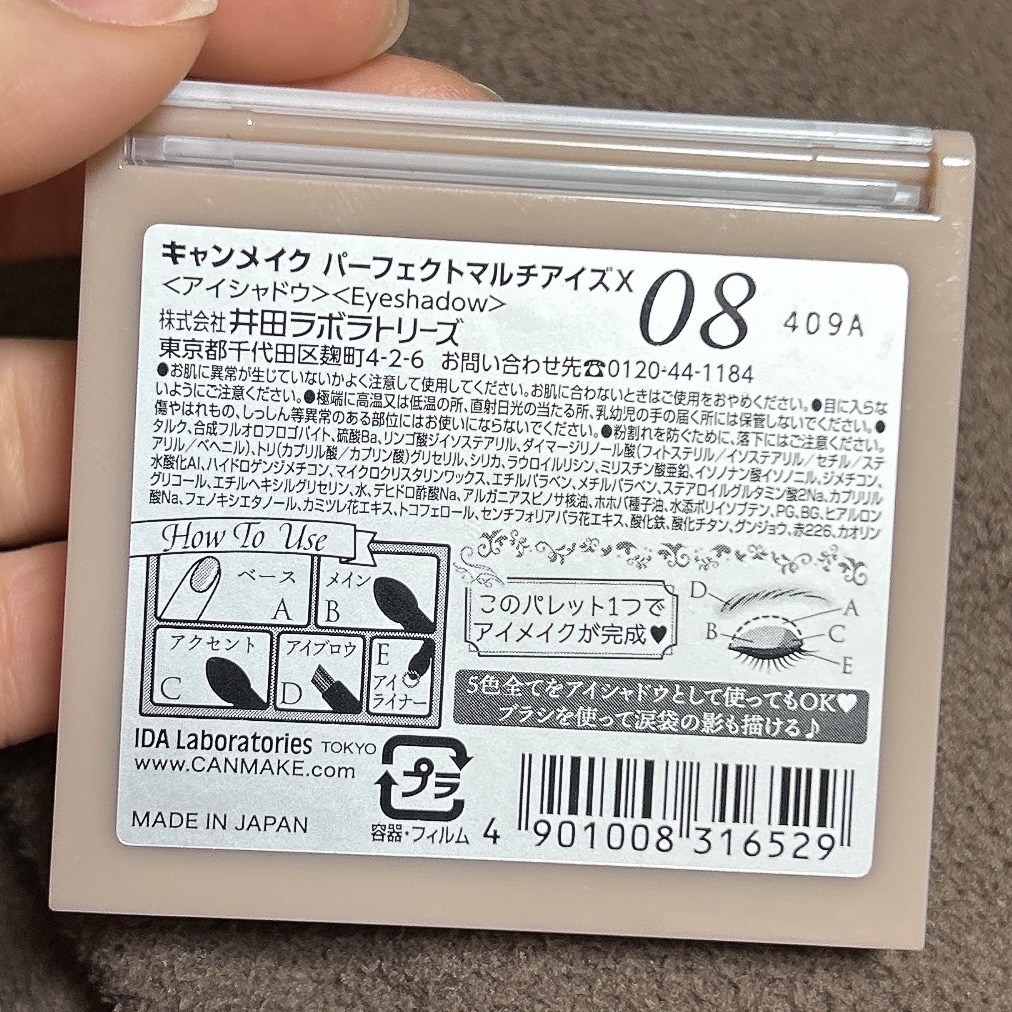 キャンメイク パーフェクトマルチアイズX 08 409A
<アイシャドウ><Eyeshadow>
株式会社 井田ラボラトリーズ
東京都千代田区麹町4-2-6 お問い合わせ先☎0120-44-1184
●お肌に異常が生じていないかよく注意して使用してください。お肌に合わないときはご使用をおやめください。●目に入らな
いようにご注意ください。●極端に高温又は低温の所、直射日光の当たる所、乳幼児の手の届く所には保管しないでください。●
傷やはれもの、しっしん等異常のある部位にはお使いにならないでください。●粉割れを防ぐために、落下にはご注意ください。
タルク、合成フルオロフロゴパイト、硫酸Ba、リンゴ酸ジイソステアリル、ダイマージリノール酸(フィトステリル/イソステアリル/セチル/ステ
アリル/ベヘニル)、トリ(カプリル酸/カプリン酸)グリセリル、シリカ、ラウロイルリシン、ミリスチン酸亜鉛、イソノナン酸イソノニル、ジメチコン、
水酸化Al、ハイドロゲンジメチコン、マイクロクリスタリンワックス、エチルパラベン、メチルパラベン、ステアロイルグルタミン酸2Na、カプリリル
グリコール、エチルヘキシルグリセリン、水、デヒドロ酢酸Na、アルガニアスピノサ核油、ホホバ種子油、水添ポリイソブテン、PG、BG、ヒアルロン
酸Na、フェノキシエタノール、カミツレ花エキス、トコフェロール、センチフォリアバラ花エキス、酸化鉄、酸化チタン、グンジョウ、赤226、カオリン
How To Use
ベース
A
メイン
B
アクセント
C
アイブロウ
D
E
アイ
ライナー
このパレット1つで
アイメイクが完成♥
D
A
B
C
E
5色全てをアイシャドウとして使ってもOK♥
ブラシを使って涙袋の影も描ける♪
IDA Laboratories TOKYO
www.CANMAKE.com
プラ
容器・フィルム
MADE IN JAPAN
4 901008 316529